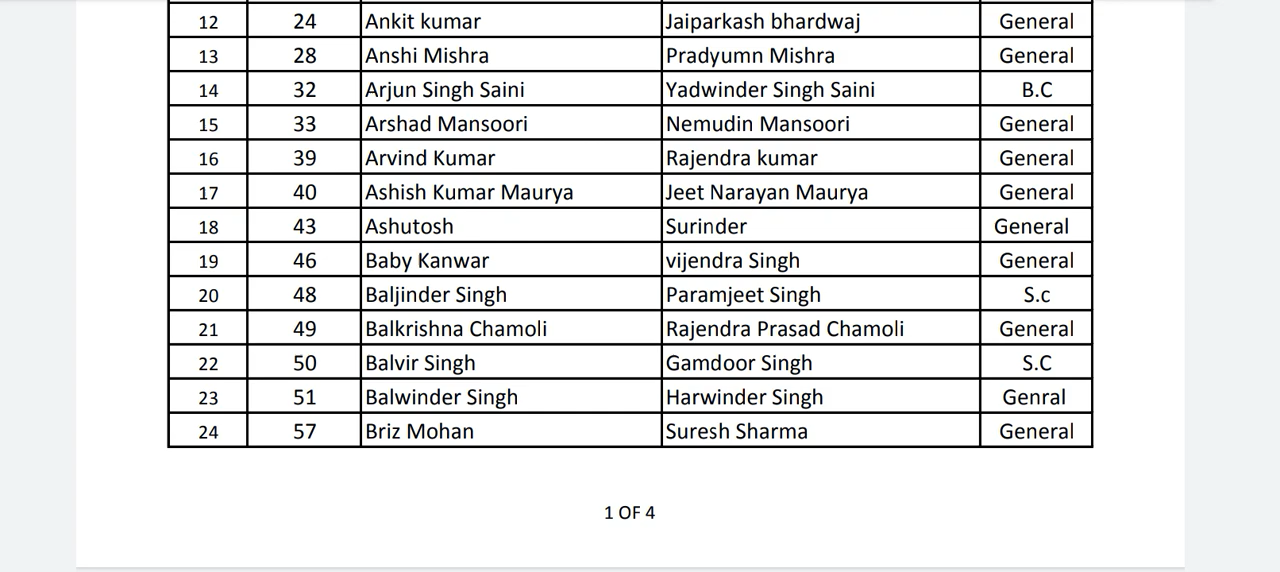 12 24 Ankit kumar Jaiparkash bhardwaj General
13 28 Anshi Mishra Pradyumn Mishra General
14 32 Arjun Singh Saini Yadwinder Singh Saini B.C
15 33 Arshad Mansoori Nemudin Mansoori General
16 39 Arvind Kumar Rajendra kumar General
17 40 Ashish Kumar Maurya Jeet Narayan Maurya General
18 43 Ashutosh Surinder General
19 46 Baby Kanwar vijendra Singh General
20 48 Baljinder Singh Paramjeet Singh S.c
21 49 Balkrishna Chamoli Rajendra Prasad Chamoli General
22 50 Balvir Singh Gamdoor Singh S.C
23 51 Balwinder Singh Harwinder Singh Genral
24 57 Briz Mohan Suresh Sharma General
1 OF 4